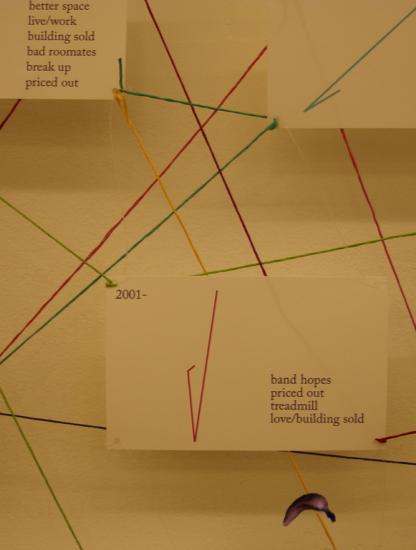 better space
live/work
building sold
bad roomates
break up
priced out
2001-
band hopes
priced out
treadmill
love/building sold